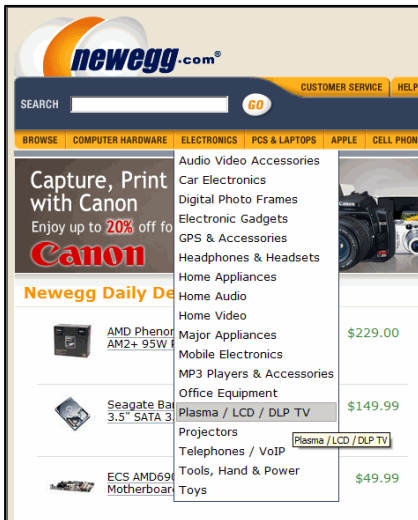 newegg.com®
CUSTOMER SERVICE HELP
SEARCH GO
BROWSE COMPUTER HARDWARE ELECTRONICS PCS & LAPTOPS APPLE CELL PHON
Capture, Print
with Canon
Enjoy up to 20% off fo
Canon
Audio Video Accessories
Car Electronics
Digital Photo Frames
Electronic Gadgets
GPS & Accessories
Headphones & Headsets
Home Appliances
Home Audio
Home Video
Major Appliances
Mobile Electronics
MP3 Players & Accessories
Office Equipment
Plasma / LCD / DLP TV
Projectors
Plasma / LCD / DLP TV
Telephones / VoIP
Tools, Hand & Power
Toys
Newegg Daily De
AMD Phenor
AM2+ 95W
$229.00
Seagate Ba
3.5" SATA 3.
$149.99
ECS AMD690
Motherboard
$49.99